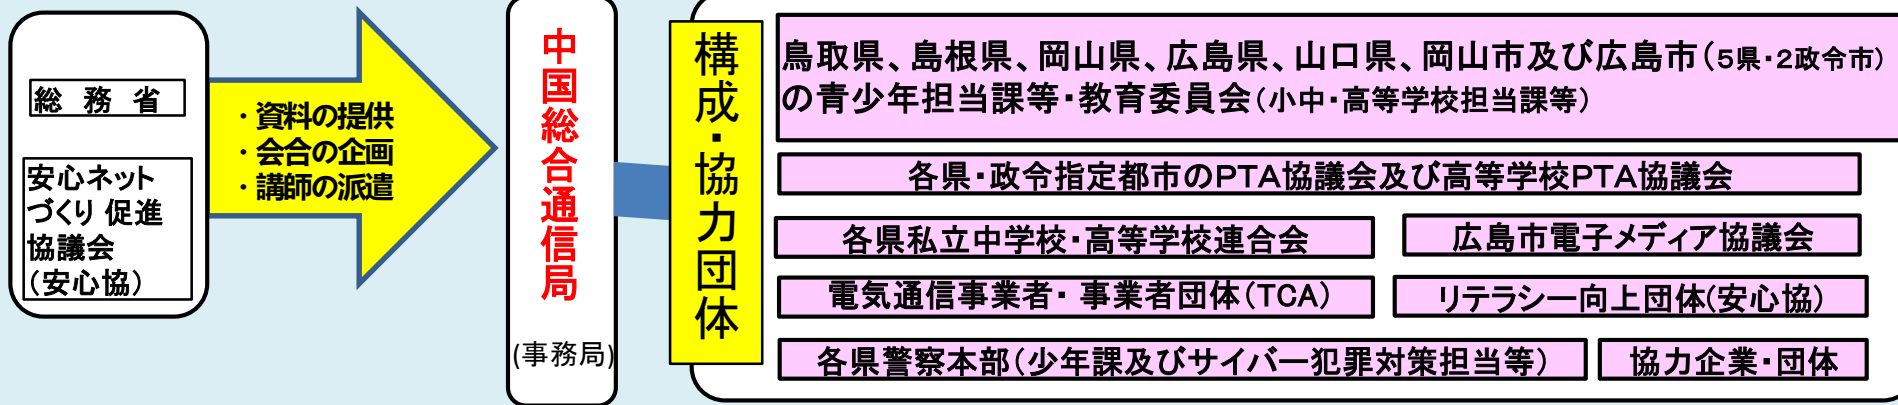 総 務 省
安心ネット
づくり 促進
協議会
(安心協)
・資料の提供
・会合の企画
・講師の派遣
中国総合通信局
(事務局)
構成・協力団体
鳥取県、島根県、岡山県、広島県、山口県、岡山市及び広島市(5県・2政令市)
の青少年担当課等・教育委員会(小中・高等学校担当課等)
各県・政令指定都市のPTA協議会及び高等学校PTA協議会
各県私立中学校・高等学校連合会
広島市電子メディア協議会
電気通信事業者・ 事業者団体(TCA)
リテラシー向上団体(安心協)
各県警察本部(少年課及びサイバー犯罪対策担当等)
協力企業・団体